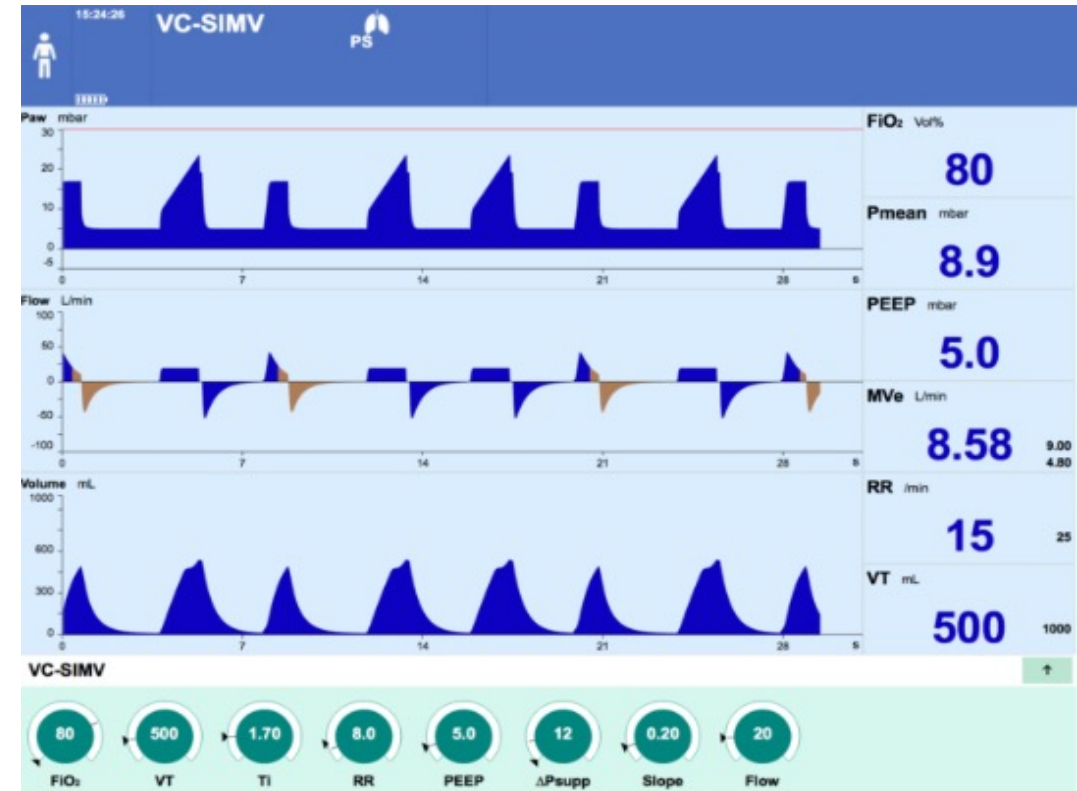 15:24:26
VC-SIMV
PS
Paw mbar
30
20
10
0
-5
0 7 14 21 28 s
Flow L/min
100
50
0
-50
-100
0 7 14 21 28 s
Volume mL
1000
600
300
0
0 7 14 21 28 s
FiO₂ Vol%
80
Pmean mbar
8.9
PEEP mbar
5.0
MVe L/min
8.58 9.00
4.80
RR /min
15 25
VT mL
500 1000
VC-SIMV
80 500 1.70 8.0 5.0 12 0.20 20
FiO₂ VT Ti RR PEEP ΔPsupp Slope Flow